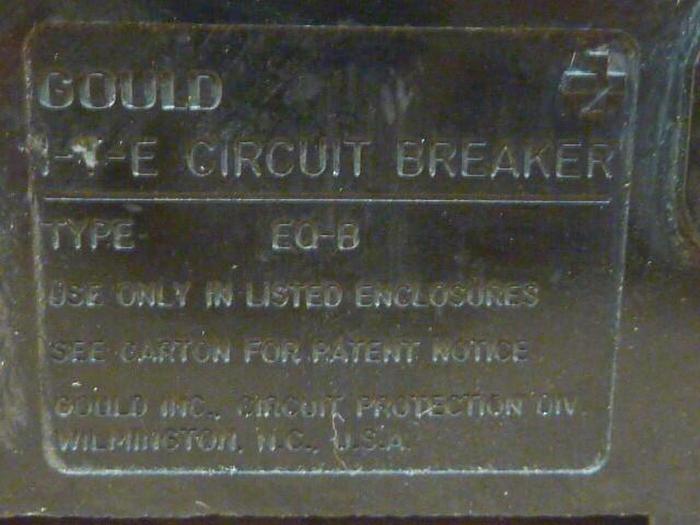 GOULD
I-T-E CIRCUIT BREAKER
TYPE EQ-B
USE ONLY IN LISTED ENCLOSURES
SEE CARTON FOR PATENT NOTICE
GOULD INC., CIRCUIT PROTECTION DIV.
WILMINGTON, N.C., U.S.A.